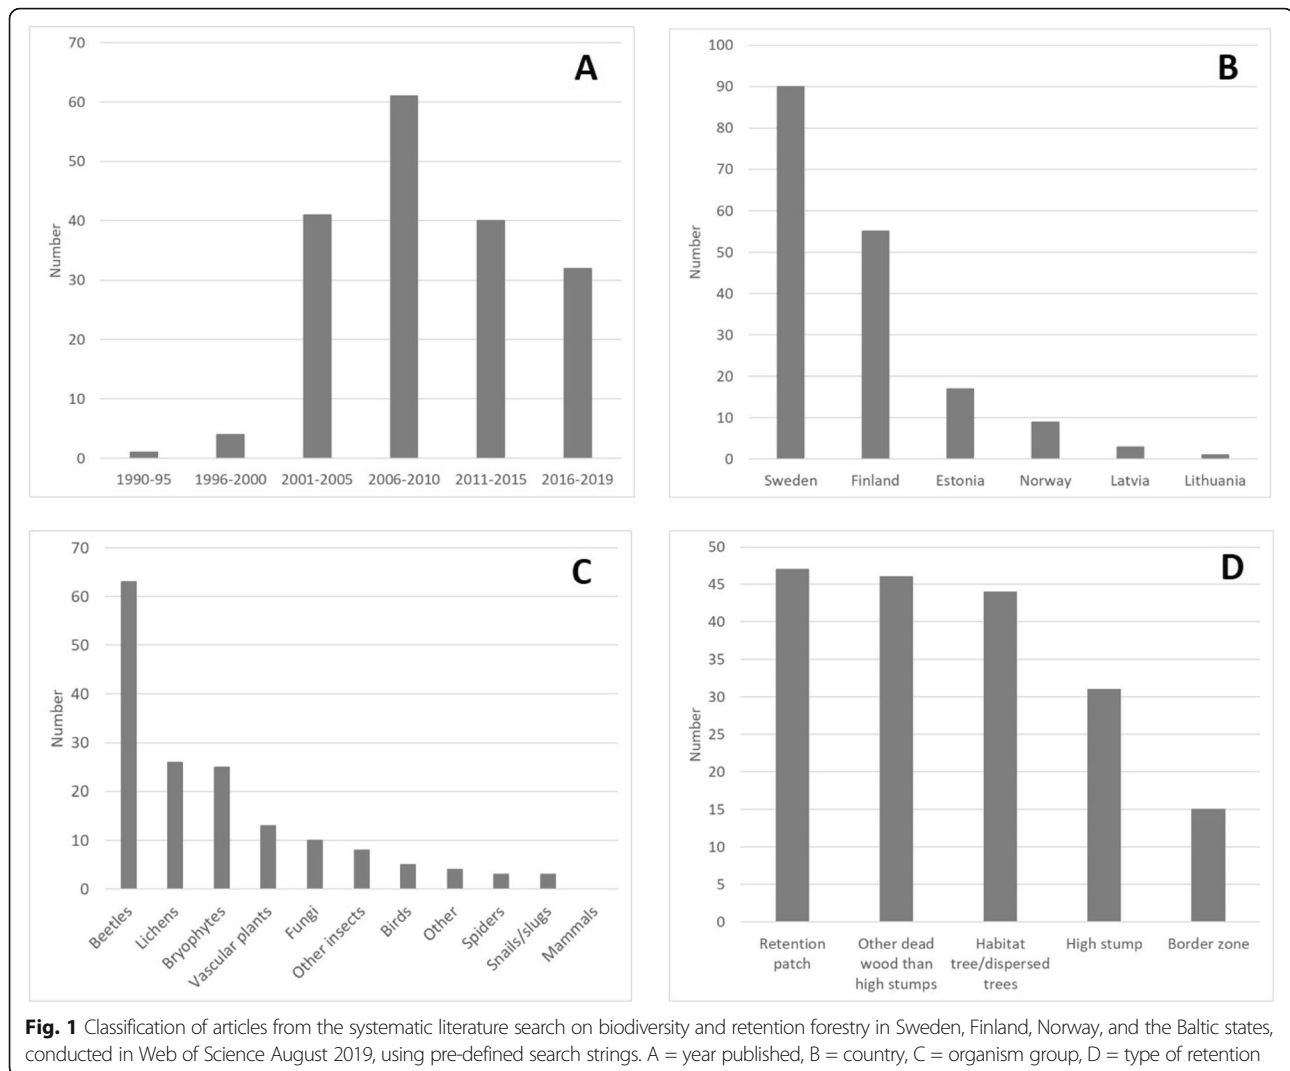 A
70
60
50
40
30
20
10
0
Number
1990-95 1996-2000 2001-2005 2006-2010 2011-2015 2016-2019
B
100
90
80
70
60
50
40
30
20
10
0
Number
Sweden Finland Estonia Norway Latvia Lithuania
C
70
60
50
40
30
20
10
0
Number
Beetles
Lichens
Bryophytes
Vascular plants
Fungi
Other insects
Birds
Other
Spiders
Snails/slugs
Mammals
D
50
45
40
35
30
25
20
15
10
5
0
Number
Retention
patch
Other dead
wood than
high stumps
Habitat
tree/dispersed
trees
High stump
Border zone
Fig. 1 Classification of articles from the systematic literature search on biodiversity and retention forestry in Sweden, Finland, Norway, and the Baltic states,
conducted in Web of Science August 2019, using pre-defined search strings. A = year published, B = country, C = organism group, D = type of retention